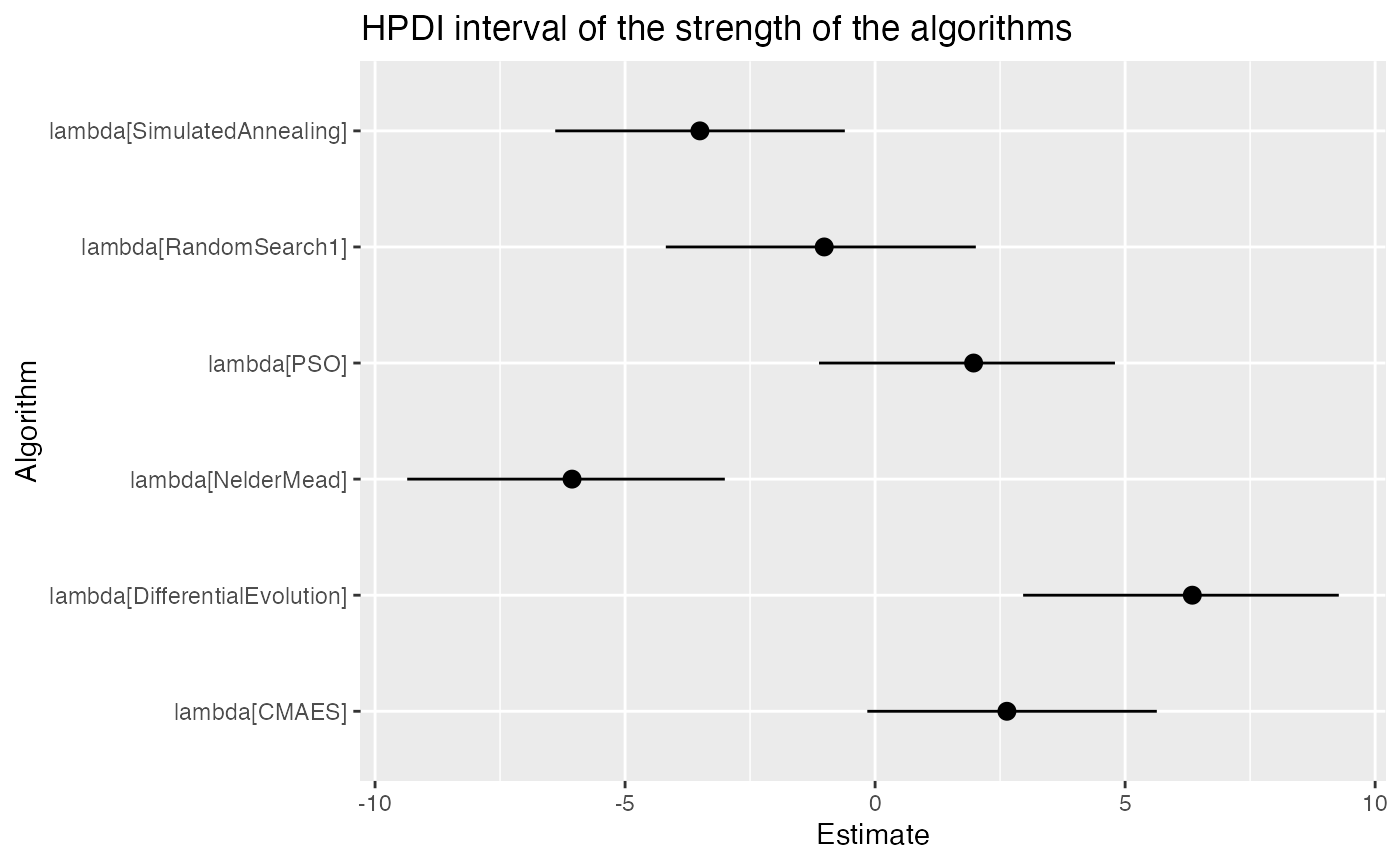 HPDI interval of the strength of the algorithms
Algorithm
lambda[SimulatedAnnealing]
lambda[RandomSearch1]
lambda[PSO]
lambda[NelderMead]
lambda[DifferentialEvolution]
lambda[CMAES]
-10 -5 0 5 10
Estimate